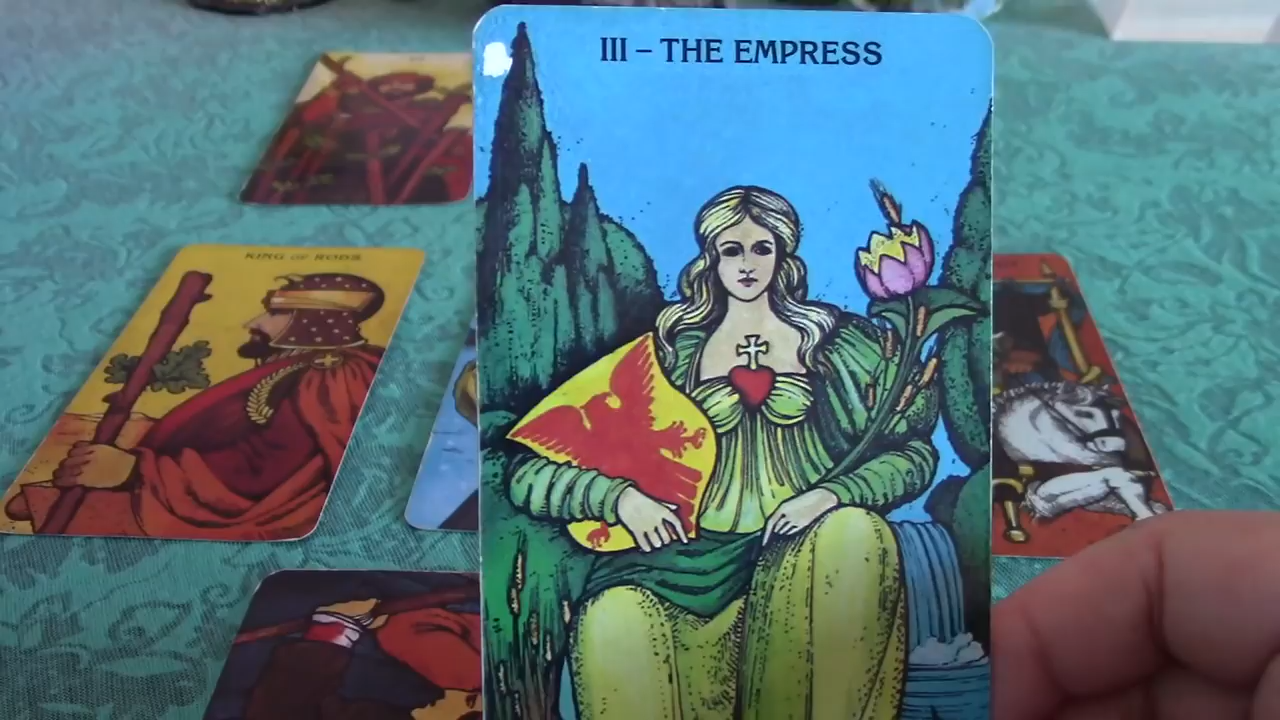 III – THE EMPRESS
KING OF RODS